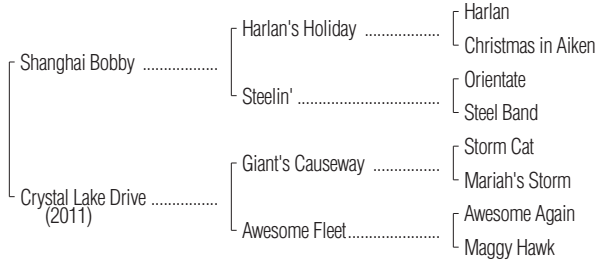 Harlan
Harlan's Holiday ..................
Christmas in Aiken
Shanghai Bobby ..................
Orientate
Steelin' ..................................
Steel Band
Storm Cat
Giant's Causeway ................
Mariah's Storm
Crystal Lake Drive ................
(2011)
Awesome Again
Awesome Fleet......................
Maggy Hawk